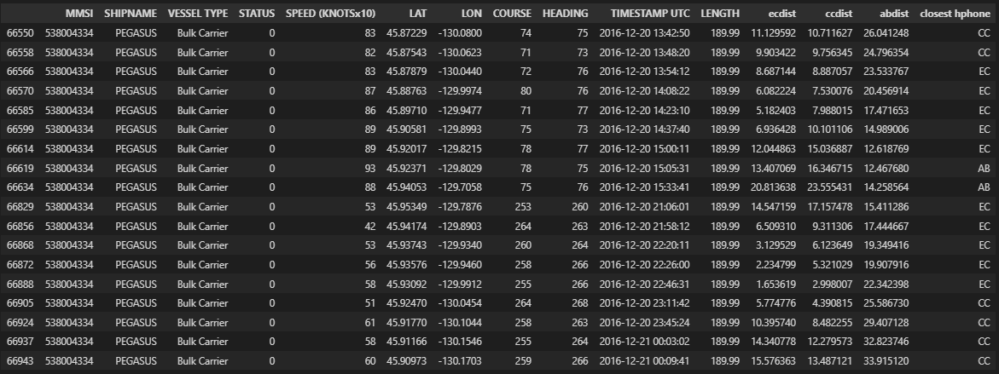 MMSI SHIPNAME VESSEL TYPE STATUS SPEED (KNOTSx10) LAT LON COURSE HEADING TIMESTAMP UTC LENGTH ecdist ccdist abdist closest hphone
66550 538004334 PEGASUS Bulk Carrier 0 83 45.87229 -130.0800 74 75 2016-12-20 13:42:50 189.99 11.129592 10.711627 26.041248 CC
66558 538004334 PEGASUS Bulk Carrier 0 82 45.87543 -130.0623 71 73 2016-12-20 13:48:20 189.99 9.903422 9.756345 24.796354 CC
66566 538004334 PEGASUS Bulk Carrier 0 83 45.87879 -130.0440 72 76 2016-12-20 13:54:12 189.99 8.687144 8.887057 23.533767 EC
66570 538004334 PEGASUS Bulk Carrier 0 87 45.88763 -129.9974 80 76 2016-12-20 14:08:22 189.99 6.082224 7.530076 20.456914 EC
66585 538004334 PEGASUS Bulk Carrier 0 86 45.89710 -129.9477 71 77 2016-12-20 14:23:10 189.99 5.182403 7.988015 17.471653 EC
66599 538004334 PEGASUS Bulk Carrier 0 89 45.90581 -129.8993 75 73 2016-12-20 14:37:40 189.99 6.936428 10.101106 14.989006 EC
66614 538004334 PEGASUS Bulk Carrier 0 89 45.92017 -129.8215 78 77 2016-12-20 15:00:11 189.99 12.044863 15.036887 12.618769 EC
66619 538004334 PEGASUS Bulk Carrier 0 93 45.92371 -129.8029 78 75 2016-12-20 15:05:31 189.99 13.407069 16.346715 12.467680 AB
66634 538004334 PEGASUS Bulk Carrier 0 88 45.94053 -129.7058 75 76 2016-12-20 15:33:41 189.99 20.813638 23.555431 14.258564 AB
66829 538004334 PEGASUS Bulk Carrier 0 53 45.95349 -129.7876 253 260 2016-12-20 21:06:01 189.99 14.547159 17.157478 15.411286 EC
66856 538004334 PEGASUS Bulk Carrier 0 42 45.94174 -129.8903 264 263 2016-12-20 21:58:12 189.99 6.509310 9.311306 17.444667 EC
66868 538004334 PEGASUS Bulk Carrier 0 53 45.93743 -129.9340 260 264 2016-12-20 22:20:11 189.99 3.129529 6.123649 19.349416 EC
66872 538004334 PEGASUS Bulk Carrier 0 56 45.93576 -129.9460 258 266 2016-12-20 22:26:00 189.99 2.234799 5.321029 19.907916 EC
66888 538004334 PEGASUS Bulk Carrier 0 58 45.93092 -129.9912 255 266 2016-12-20 22:46:31 189.99 1.653619 2.998007 22.342398 EC
66905 538004334 PEGASUS Bulk Carrier 0 51 45.92470 -130.0454 264 268 2016-12-20 23:11:42 189.99 5.774776 4.390815 25.586730 CC
66924 538004334 PEGASUS Bulk Carrier 0 61 45.91770 -130.1044 258 263 2016-12-20 23:45:24 189.99 10.395740 8.482255 29.407128 CC
66937 538004334 PEGASUS Bulk Carrier 0 58 45.91166 -130.1546 255 264 2016-12-21 00:03:02 189.99 14.340778 12.279573 32.823746 CC
66943 538004334 PEGASUS Bulk Carrier 0 60 45.90973 -130.1703 259 266 2016-12-21 00:09:41 189.99 15.576363 13.487121 33.915120 CC